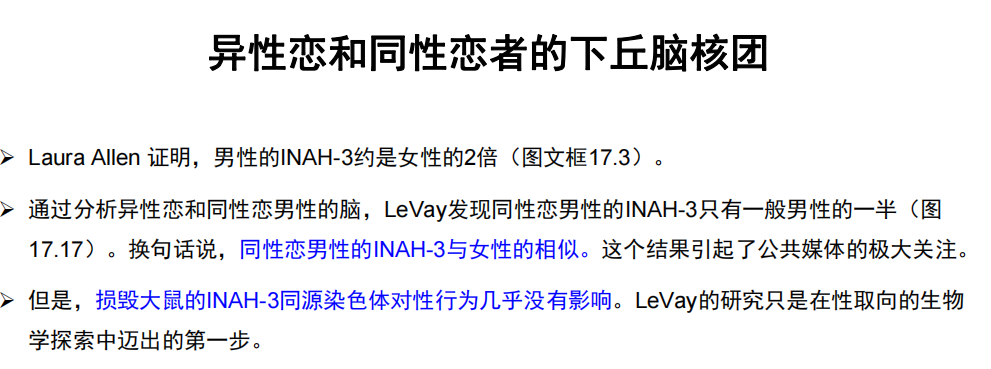 异性恋和同性恋者的下丘脑核团
➢ Laura Allen 证明，男性的INAH-3约是女性的2倍（图文框17.3）。
➢ 通过分析异性恋和同性恋男性的脑，LeVay发现同性恋男性的INAH-3只有一般男性的一半（图
17.17）。换句话说，同性恋男性的INAH-3与女性的相似。这个结果引起了公共媒体的极大关注。
➢ 但是，损毁大鼠的INAH-3同源染色体对性行为几乎没有影响。LeVay的研究只是在性取向的生物
学探索中迈出的第一步。